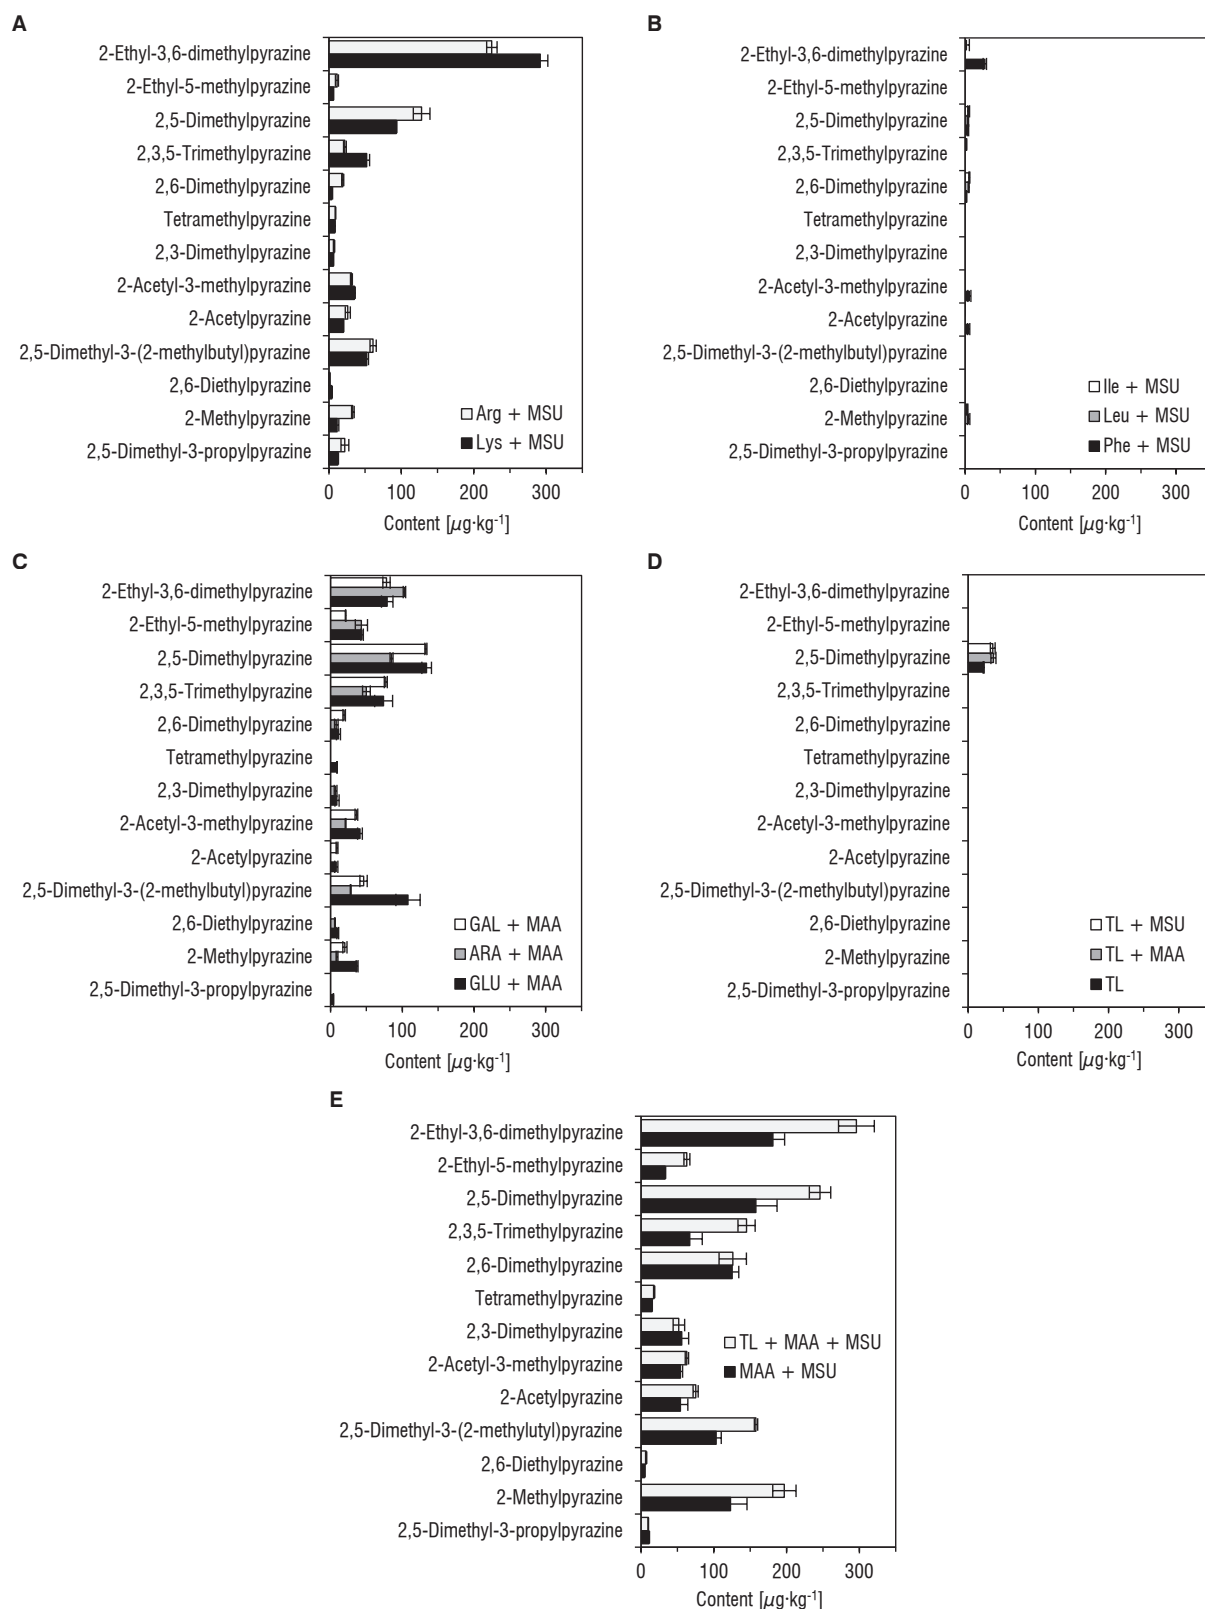 A
2-Ethyl-3,6-dimethylpyrazine
2-Ethyl-5-methylpyrazine
2,5-Dimethylpyrazine
2,3,5-Trimethylpyrazine
2,6-Dimethylpyrazine
Tetramethylpyrazine
2,3-Dimethylpyrazine
2-Acetyl-3-methylpyrazine
2-Acetylpyrazine
2,5-Dimethyl-3-(2-methylbutyl)pyrazine
2,6-Diethylpyrazine
2-Methylpyrazine
2,5-Dimethyl-3-propylpyrazine
Arg + MSU
Lys + MSU
0 100 200 300
Content [µg·kg⁻¹]
B
2-Ethyl-3,6-dimethylpyrazine
2-Ethyl-5-methylpyrazine
2,5-Dimethylpyrazine
2,3,5-Trimethylpyrazine
2,6-Dimethylpyrazine
Tetramethylpyrazine
2,3-Dimethylpyrazine
2-Acetyl-3-methylpyrazine
2-Acetylpyrazine
2,5-Dimethyl-3-(2-methylbutyl)pyrazine
2,6-Diethylpyrazine
2-Methylpyrazine
2,5-Dimethyl-3-propylpyrazine
Ile + MSU
Leu + MSU
Phe + MSU
0 100 200 300
Content [µg·kg⁻¹]
C
2-Ethyl-3,6-dimethylpyrazine
2-Ethyl-5-methylpyrazine
2,5-Dimethylpyrazine
2,3,5-Trimethylpyrazine
2,6-Dimethylpyrazine
Tetramethylpyrazine
2,3-Dimethylpyrazine
2-Acetyl-3-methylpyrazine
2-Acetylpyrazine
2,5-Dimethyl-3-(2-methylbutyl)pyrazine
2,6-Diethylpyrazine
2-Methylpyrazine
2,5-Dimethyl-3-propylpyrazine
GAL + MAA
ARA + MAA
GLU + MAA
0 100 200 300
Content [µg·kg⁻¹]
D
2-Ethyl-3,6-dimethylpyrazine
2-Ethyl-5-methylpyrazine
2,5-Dimethylpyrazine
2,3,5-Trimethylpyrazine
2,6-Dimethylpyrazine
Tetramethylpyrazine
2,3-Dimethylpyrazine
2-Acetyl-3-methylpyrazine
2-Acetylpyrazine
2,5-Dimethyl-3-(2-methylbutyl)pyrazine
2,6-Diethylpyrazine
2-Methylpyrazine
2,5-Dimethyl-3-propylpyrazine
TL + MSU
TL + MAA
TL
0 100 200 300
Content [µg·kg⁻¹]
E
2-Ethyl-3,6-dimethylpyrazine
2-Ethyl-5-methylpyrazine
2,5-Dimethylpyrazine
2,3,5-Trimethylpyrazine
2,6-Dimethylpyrazine
Tetramethylpyrazine
2,3-Dimethylpyrazine
2-Acetyl-3-methylpyrazine
2-Acetylpyrazine
2,5-Dimethyl-3-(2-methylutyl)pyrazine
2,6-Diethylpyrazine
2-Methylpyrazine
2,5-Dimethyl-3-propylpyrazine
TL + MAA + MSU
MAA + MSU
0 100 200 300
Content [µg·kg⁻¹]